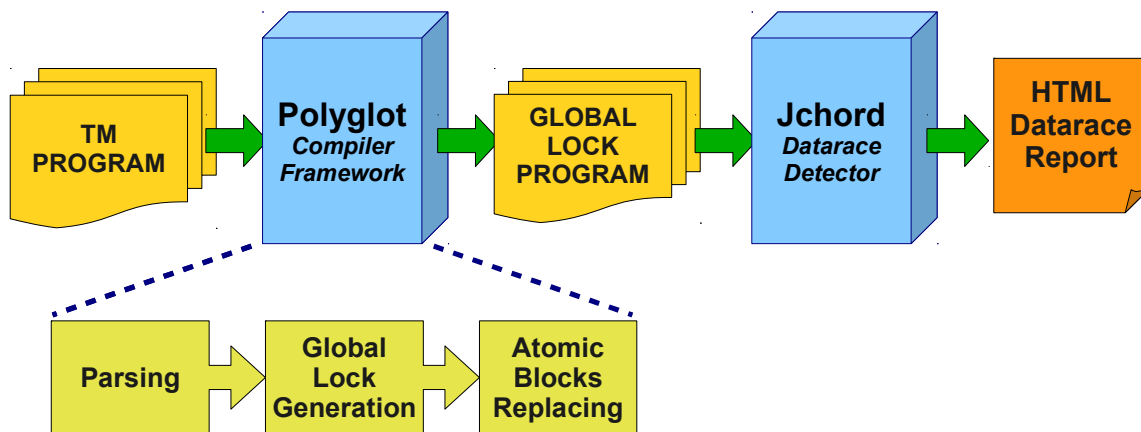 TM
PROGRAM
Polyglot
Compiler
Framework
GLOBAL
LOCK
PROGRAM
Jchord
Datarace
Detector
HTML
Datarace
Report
Parsing
Global
Lock
Generation
Atomic
Blocks
Replacing